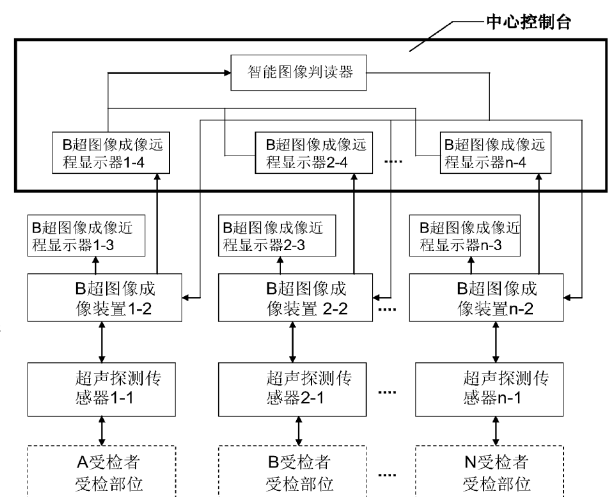 中心控制台
智能图像判读器
B超图像成像远
程显示器1-4
B超图像成像远
程显示器2-4
....
B超图像成像远
程显示器n-4
B超图像成像近
程显示器1-3
B超图像成像近
程显示器2-3
B超图像成像近
程显示器n-3
B超图像成
像装置1-2
B超图像成
像装置 2-2
....
B超图像成
像装置n-2
超声探测传
感器1-1
超声探测传
感器2-1
....
超声探测传
感器n-1
A受检者
受检部位
B受检者
受检部位
....
N受检者
受检部位